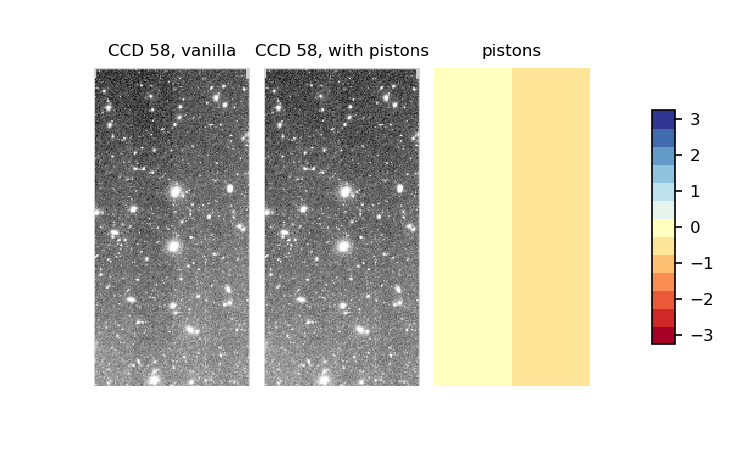 CCD 58, vanilla
CCD 58, with pistons
pistons
3
2
1
0
−1
−2
−3